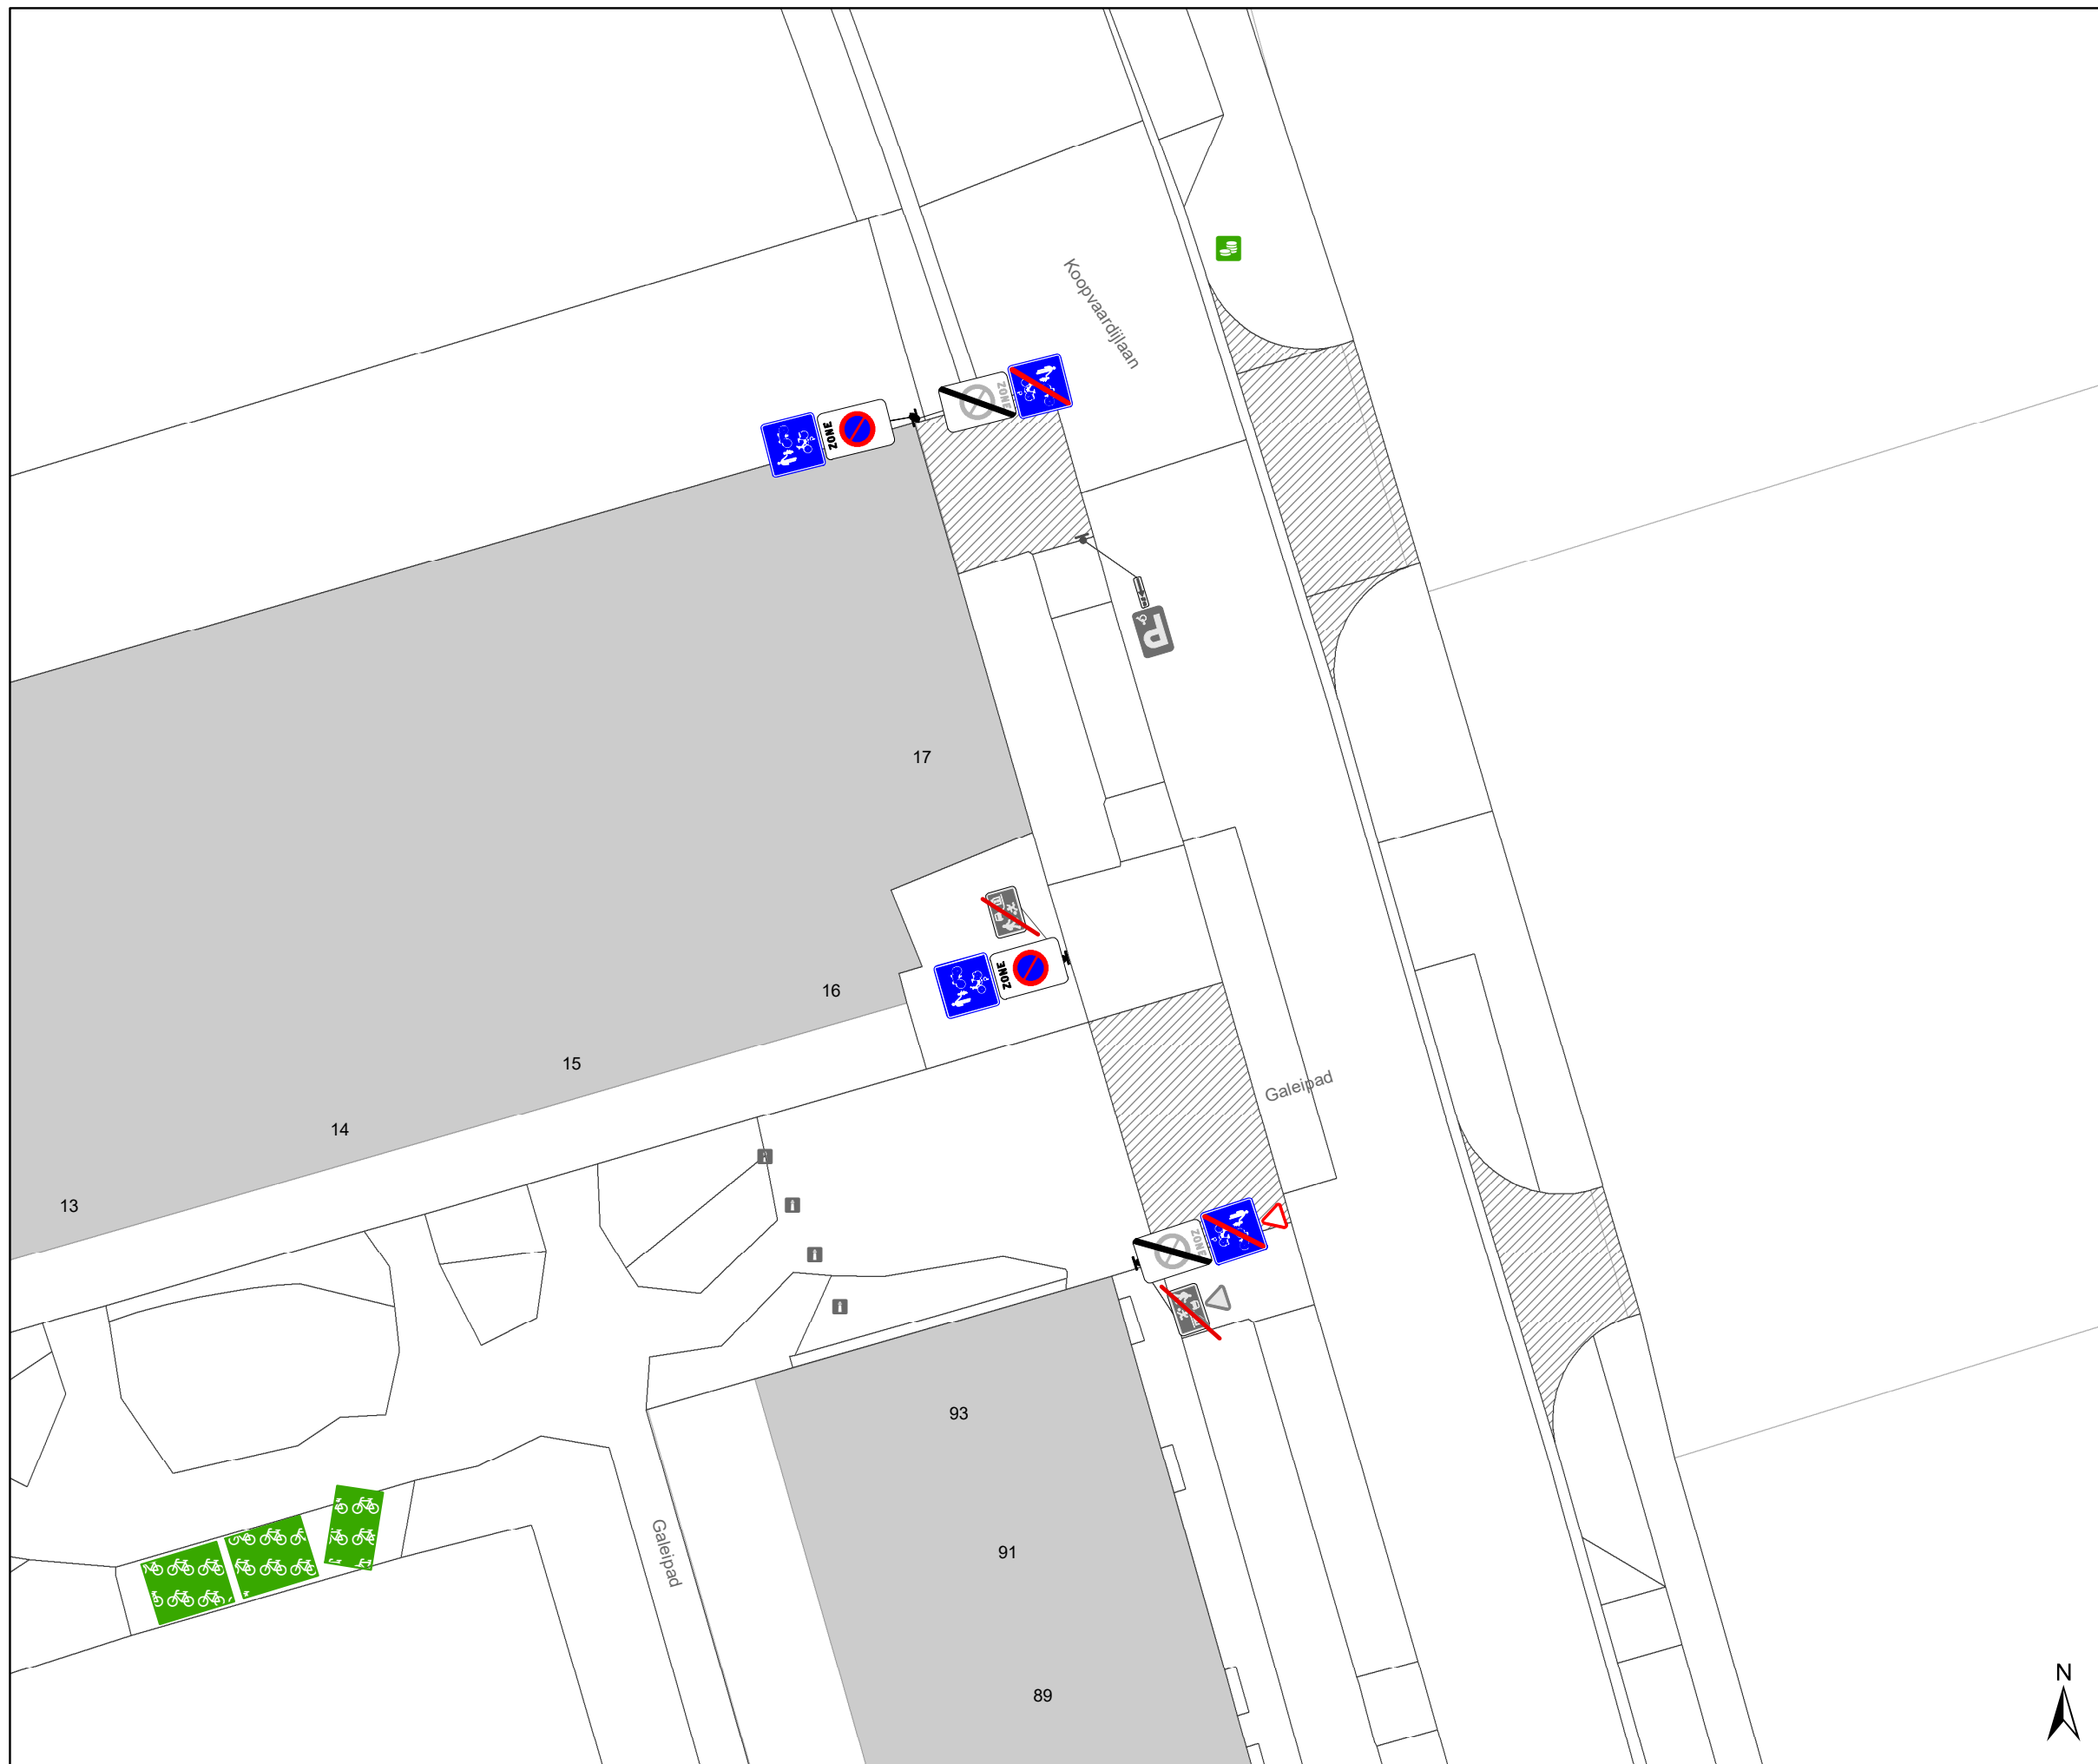 Koopvaardijlaan
ZONE
ZONE
P
17
ZONE
16
15
Galeipad
14
13
ZONE
93
Galeipad
91
N
89